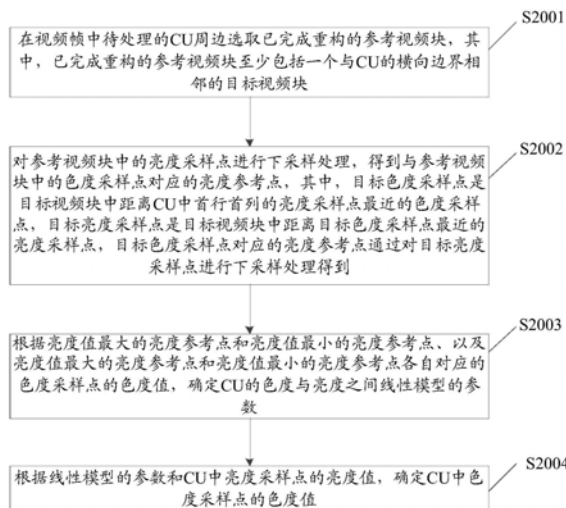 S2001
在视频帧中待处理的CU周边选取已完成重构的参考视频块，其
中，已完成重构的参考视频块至少包括一个与CU的横向边界相
邻的目标视频块
S2002
对参考视频块中的亮度采样点进行下采样处理，得到与参考视频
块中的色度采样点对应的亮度参考点，其中，目标色度采样点是
目标视频块中距离CU中首行首列的亮度采样点最近的色度采样
点，目标亮度采样点是目标视频块中距离目标色度采样点最近的
亮度采样点，目标色度采样点对应的亮度参考点通过对目标亮度
采样点进行下采样处理得到
S2003
根据亮度值最大的亮度参考点和亮度值最小的亮度参考点、以及
亮度值最大的亮度参考点和亮度值最小的亮度参考点各自对应的
色度采样点的色度值，确定CU的色度与亮度之间线性模型的参
数
S2004
根据线性模型的参数和CU中亮度采样点的亮度值，确定CU中色
度采样点的色度值